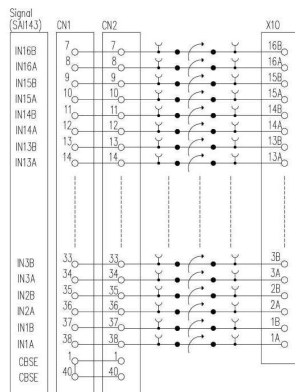 Signal
(SAI143) CN1 CN2 X10
IN16B 7 7 16B
IN16A 8 8 16A
IN15B 9 9 15B
IN15A 10 10 15A
IN14B 11 11 14B
IN14A 12 12 14A
IN13B 13 13 13B
IN13A 14 14 13A
IN3B 33 33 3B
IN3A 34 34 3A
IN2B 35 35 2B
IN2A 36 36 2A
IN1B 37 37 1B
IN1A 38 38 1A
CBSE 1 1
CBSE 40 40